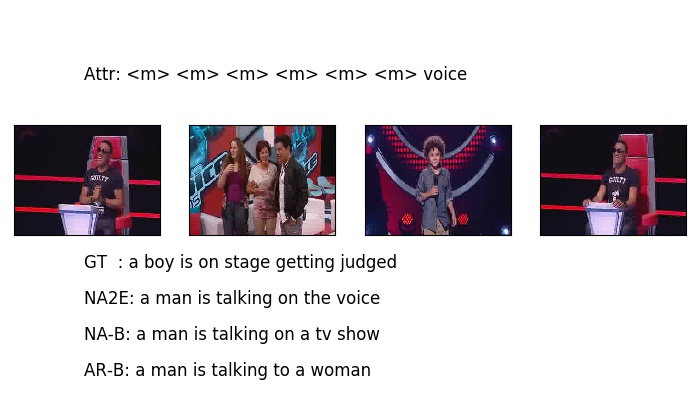 Attr: <m> <m> <m> <m> <m> <m> voice
GUILTY
GUILTY
GT : a boy is on stage getting judged
NA2E: a man is talking on the voice
NA-B: a man is talking on a tv show
AR-B: a man is talking to a woman